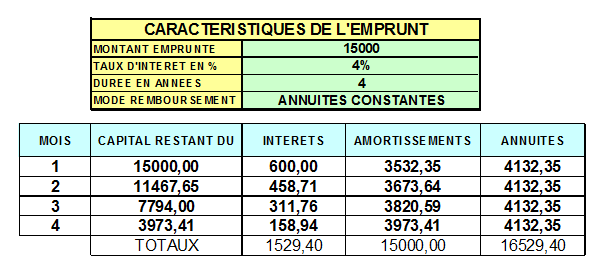 CARACTERISTIQUES DE L'EMPRUNT
MONTANT EMPRUNTE 15000
TAUX D'INTERET EN % 4%
DUREE EN ANNEES 4
MODE REMBOURSEMENT ANNUITES CONSTANTES
MOIS CAPITAL RESTANT DU INTERETS AMORTISSEMENTS ANNUITES
1 15000,00 600,00 3532,35 4132,35
2 11467,65 458,71 3673,64 4132,35
3 7794,00 311,76 3820,59 4132,35
4 3973,41 158,94 3973,41 4132,35
TOTAUX 1529,40 15000,00 16529,40